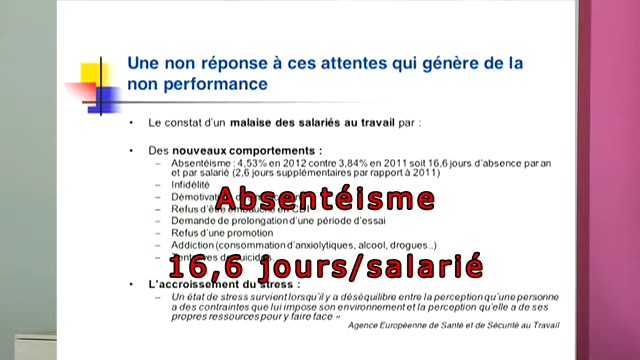 Une non réponse à ces attentes qui génère de la
non performance
• Le constat d'un malaise des salariés au travail par :
• Des nouveaux comportements :
– Absentéisme : 4,53% en 2012 contre 3,84% en 2011 soit 16,6 jours d'absence par an
et par salarié (2,6 jours supplémentaires par rapport à 2011)
– Infidélité
Absentéisme
– Refus d'être
– Demande de prolongation d'une période d'essai
– Refus d'une promotion
– Addiction (consommation d'anxiolytiques, alcool, drogues..)
16,6 jours/salarié
• L'accroissement du stress :
– Un état de stress survient lorsqu'il y a déséquilibre entre la perception qu'une personne
a des contraintes que lui impose son environnement et la perception qu'elle a de ses
propres ressources pour y faire face »
Agence Européenne de Santé et de Sécurité au Travail